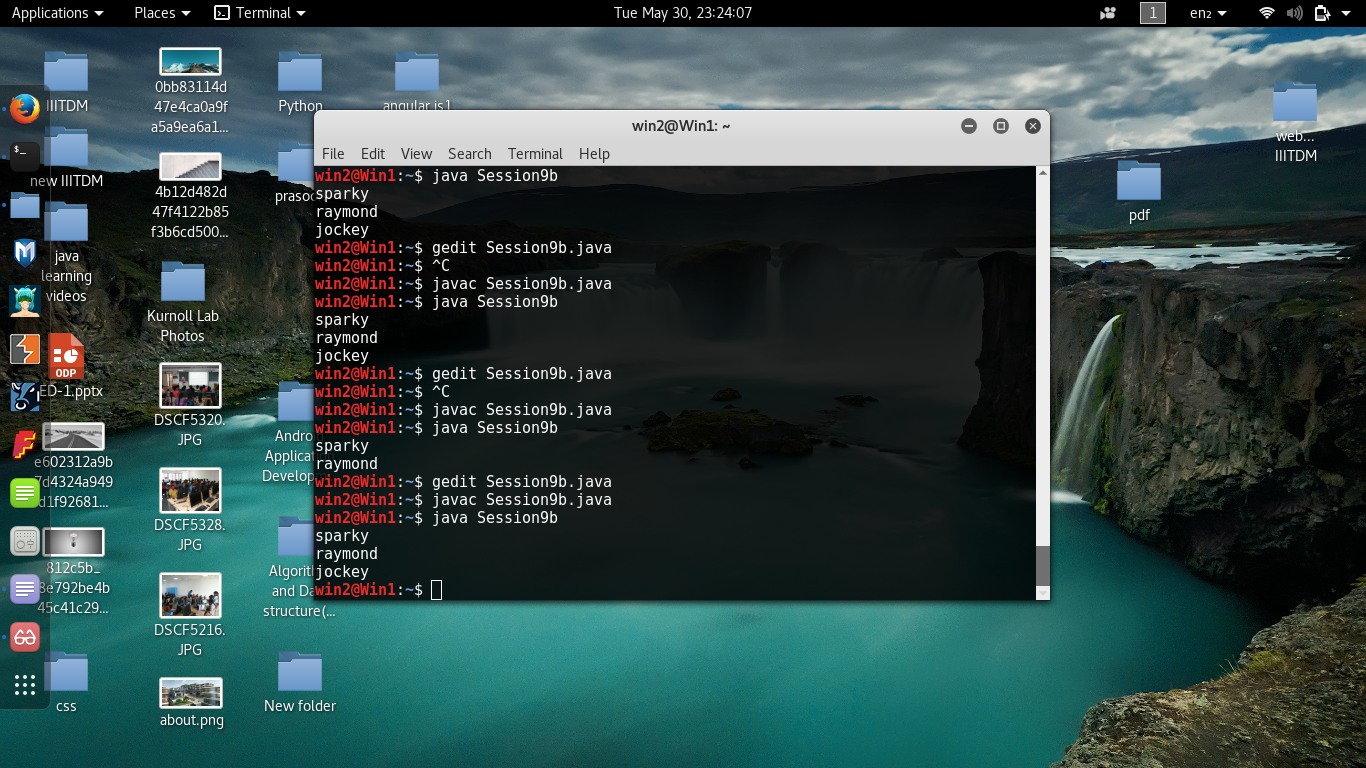 Applications Places Terminal Tue May 30, 23:24:07 1 en₂
IIITDM
new IIITDM
java
learning
videos
ED-1.pptx
ODP
e602312a9b
7d4324a949
d1f92681...
812c5b_
8e792be4b
45c41c29...
css
0bb83114d
47e4ca0a9f
a5a9ea6a1...
4b12d482d
47f4122b85
f3b6cd500...
Kurnoll Lab
Photos
DSCF5320.
JPG
DSCF5328.
JPG
DSCF5216.
JPG
about.png
Python
prasoo
Andro
Applicat
Develop
Algorit
and Da
structure(...
New folder
angular js1
win2@Win1: ~
File Edit View Search Terminal Help
win2@Win1:~$ java Session9b
sparky
raymond
jockey
win2@Win1:~$ gedit Session9b.java
win2@Win1:~$ ^C
win2@Win1:~$ javac Session9b.java
win2@Win1:~$ java Session9b
sparky
raymond
jockey
win2@Win1:~$ gedit Session9b.java
win2@Win1:~$ ^C
win2@Win1:~$ javac Session9b.java
win2@Win1:~$ java Session9b
sparky
raymond
win2@Win1:~$ gedit Session9b.java
win2@Win1:~$ javac Session9b.java
win2@Win1:~$ java Session9b
sparky
raymond
jockey
win2@Win1:~$
pdf
web...
IIITDM